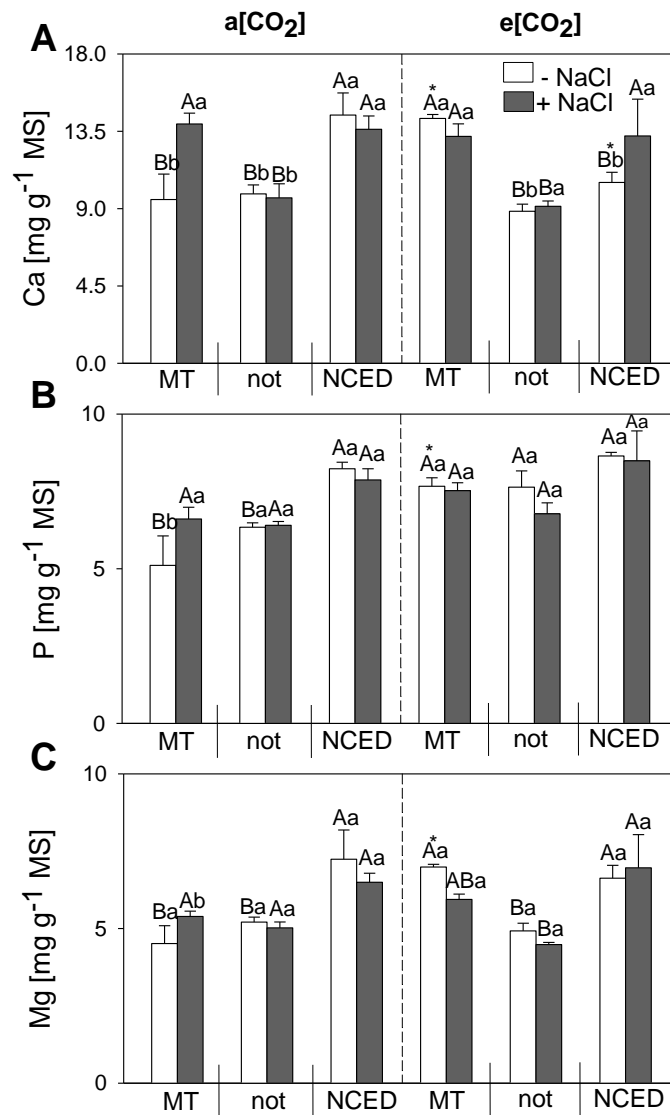 a[CO2] e[CO2]
A
18.0
13.5
9.0
4.5
0.0
Ca [mg g-1 MS]
- NaCl
+ NaCl
Bb Aa Bb Bb Aa Aa * Aa Aa Bb Ba * Bb Aa
MT not NCED MT not NCED
B
10
5
0
P [mg g-1 MS]
Bb Aa Ba Aa Aa Aa * Aa Aa Aa Aa Aa Aa
MT not NCED MT not NCED
C
10
5
0
Mg [mg g-1 MS]
Ba Ab Ba Aa Aa Aa * Aa ABa Ba Ba Aa Aa
MT not NCED MT not NCED